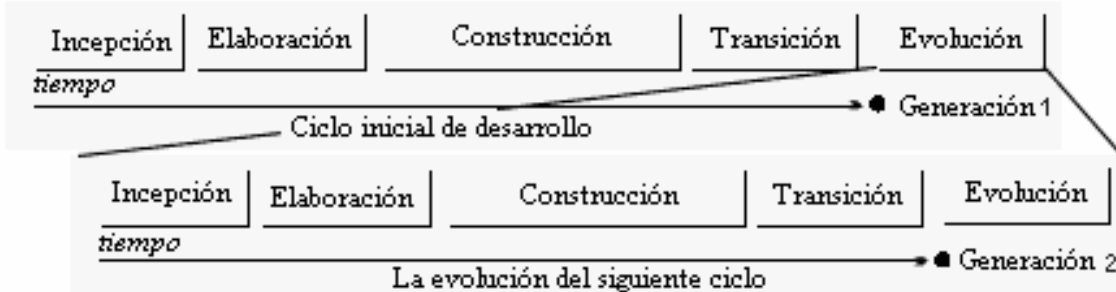 Incepción Elaboración Construcción Transición Evolución
tiempo
Generación 1
Ciclo inicial de desarrollo
Incepción Elaboración Construcción Transición Evolución
tiempo
Generación 2
La evolución del siguiente ciclo